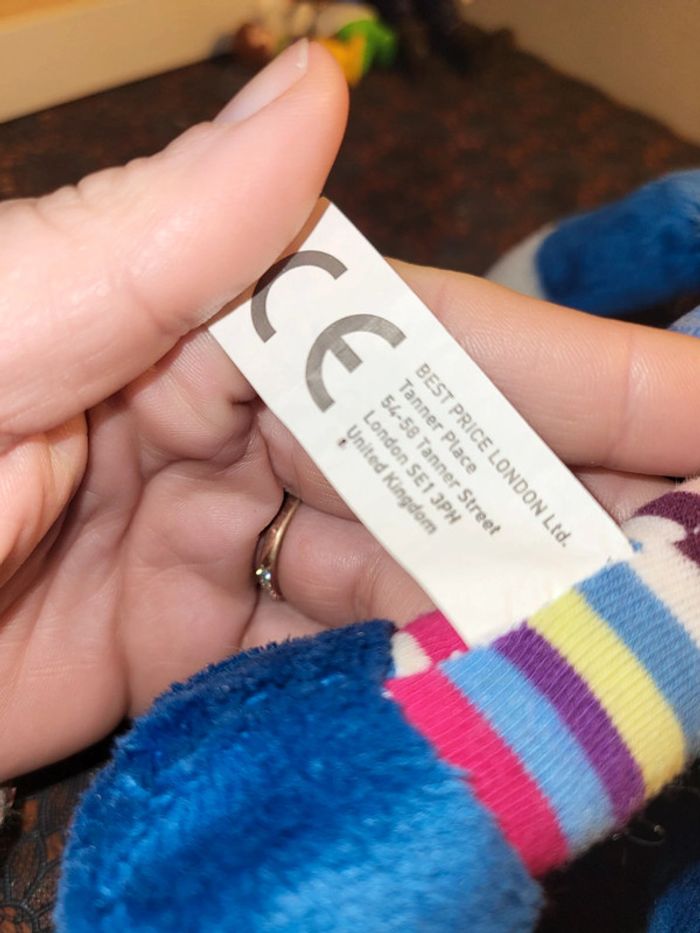 CE
BEST PRICE LONDON Ltd.
Tanner Place
54-58 Tanner Street
London SE1 3PH
United Kingdom